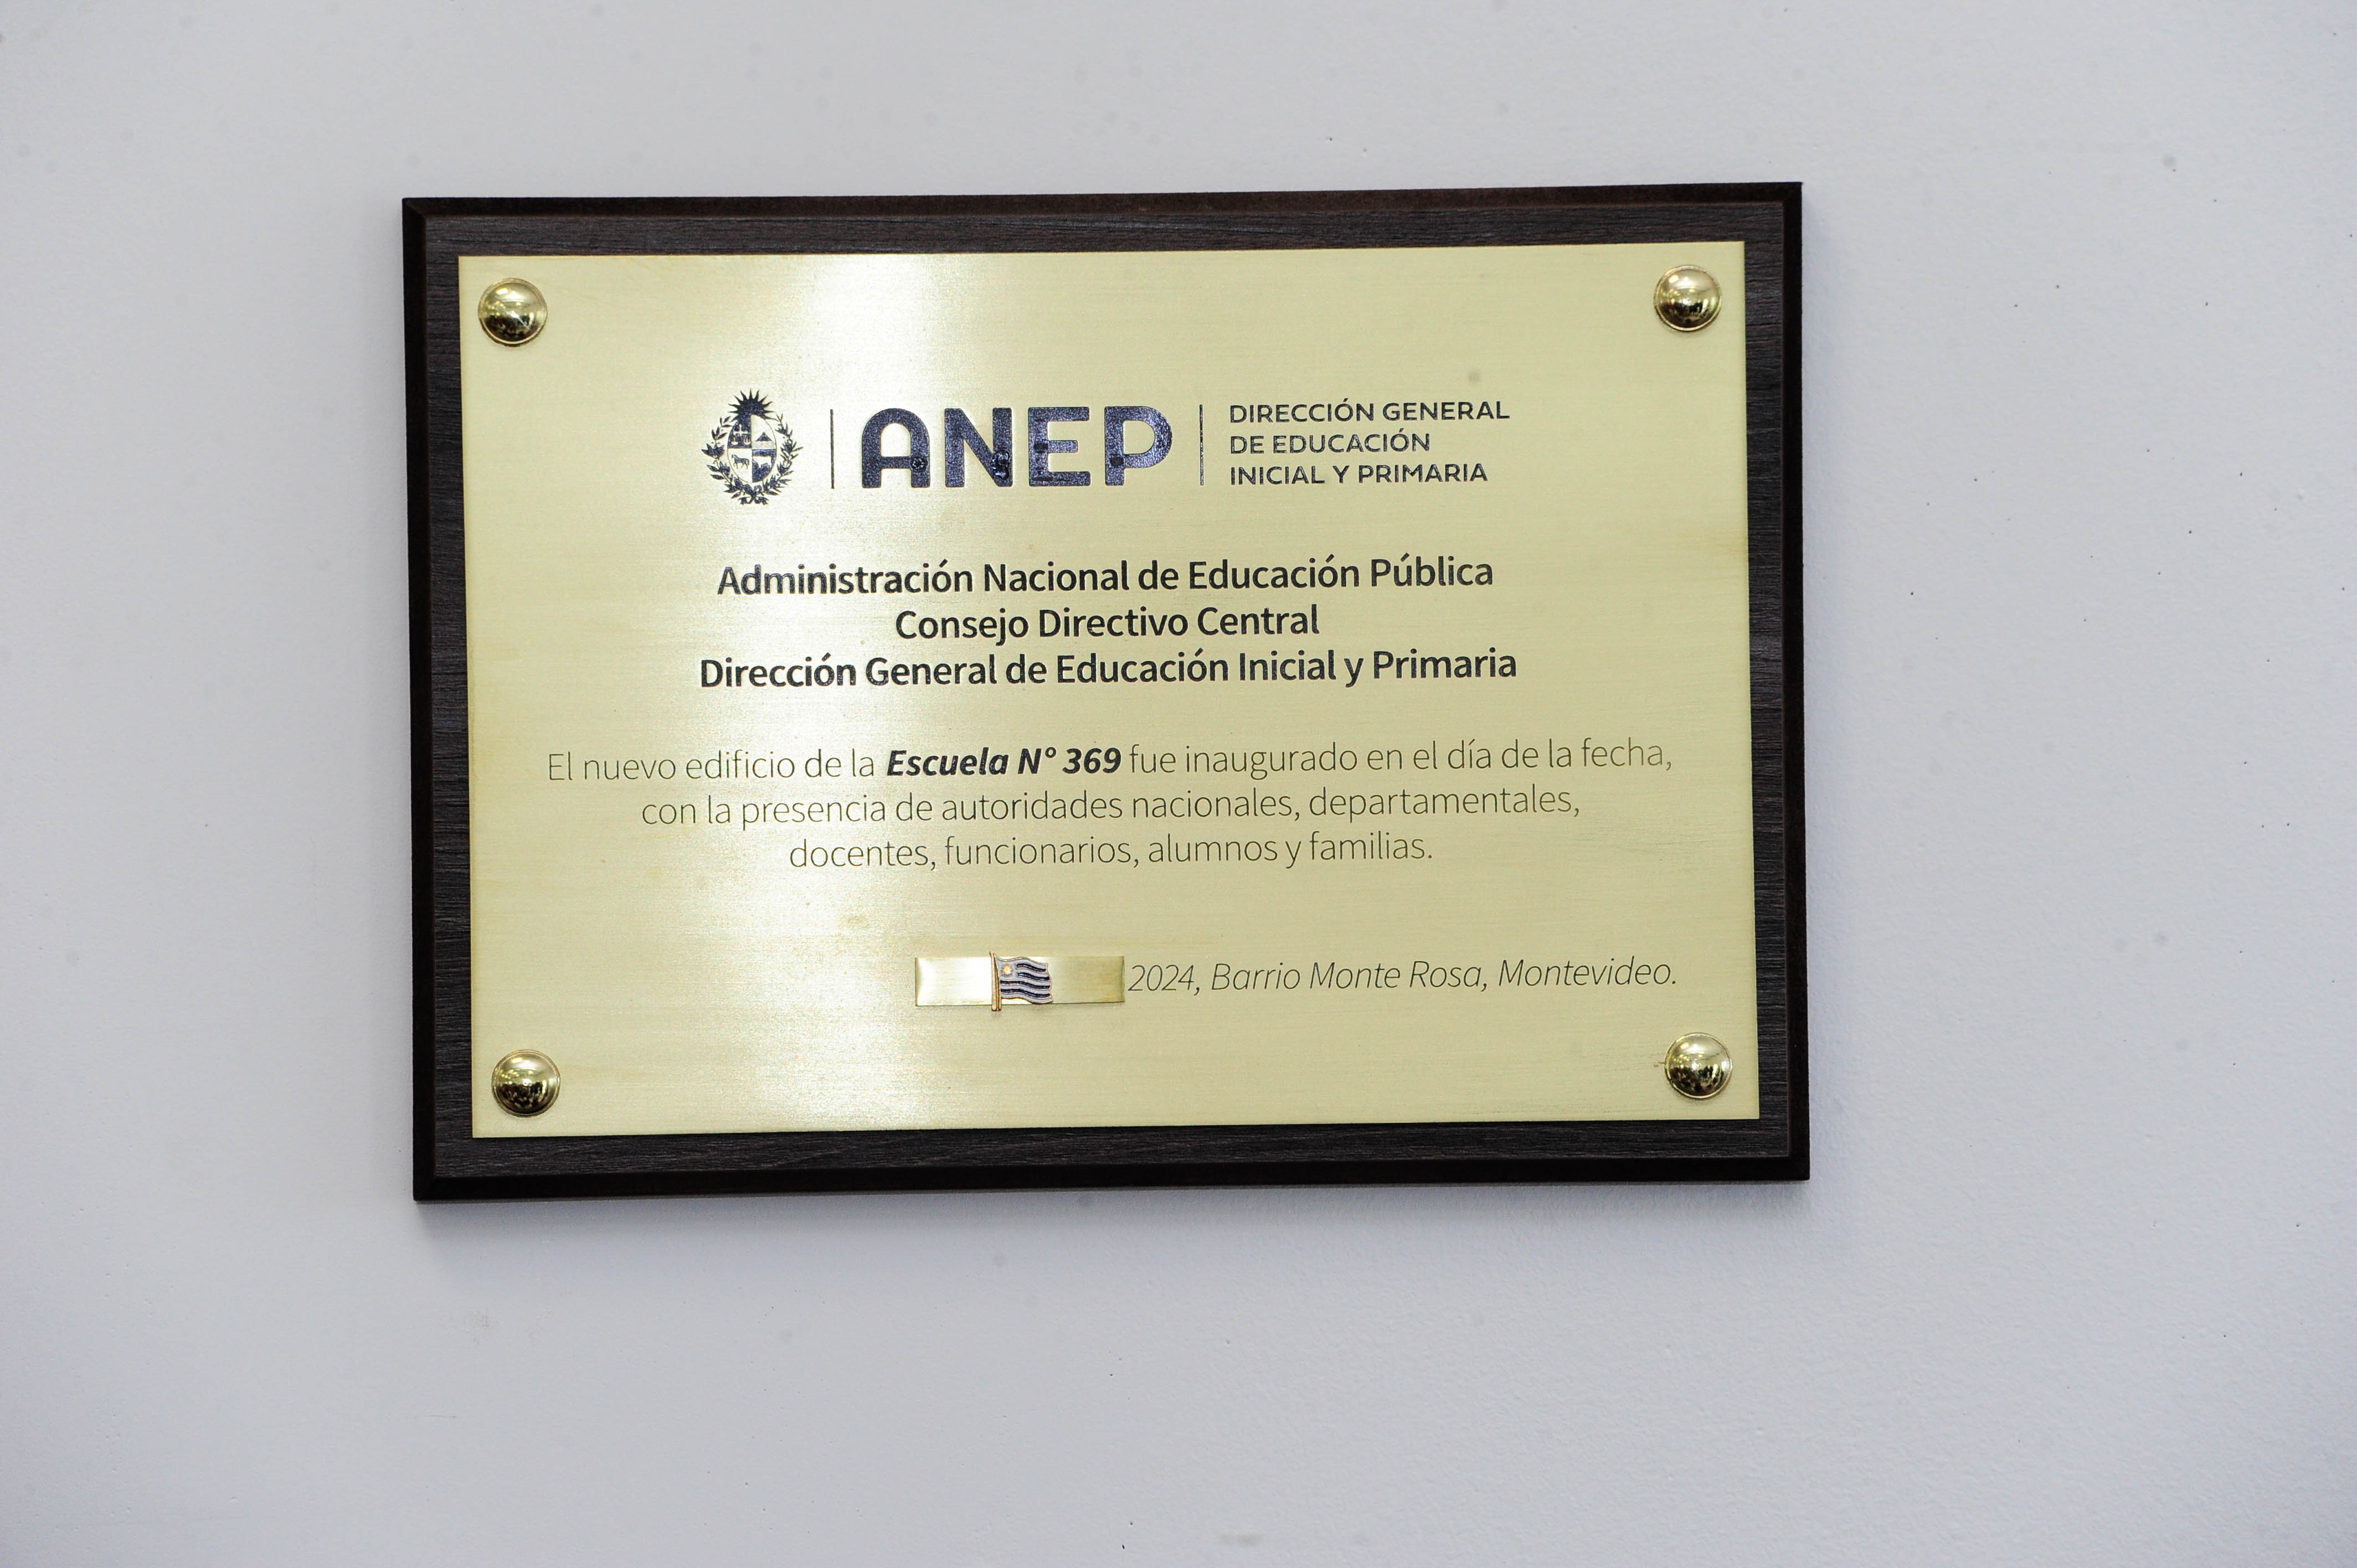 ANEP
DIRECCIÓN GENERAL
DE EDUCACIÓN
INICIAL Y PRIMARIA
Administración Nacional de Educación Pública
Consejo Directivo Central
Dirección General de Educación Inicial y Primaria
El nuevo edificio de la Escuela N° 369 fue inaugurado en el día de la fecha,
con la presencia de autoridades nacionales, departamentales,
docentes, funcionarios, alumnos y familias.
2024, Barrio Monte Rosa, Montevideo.